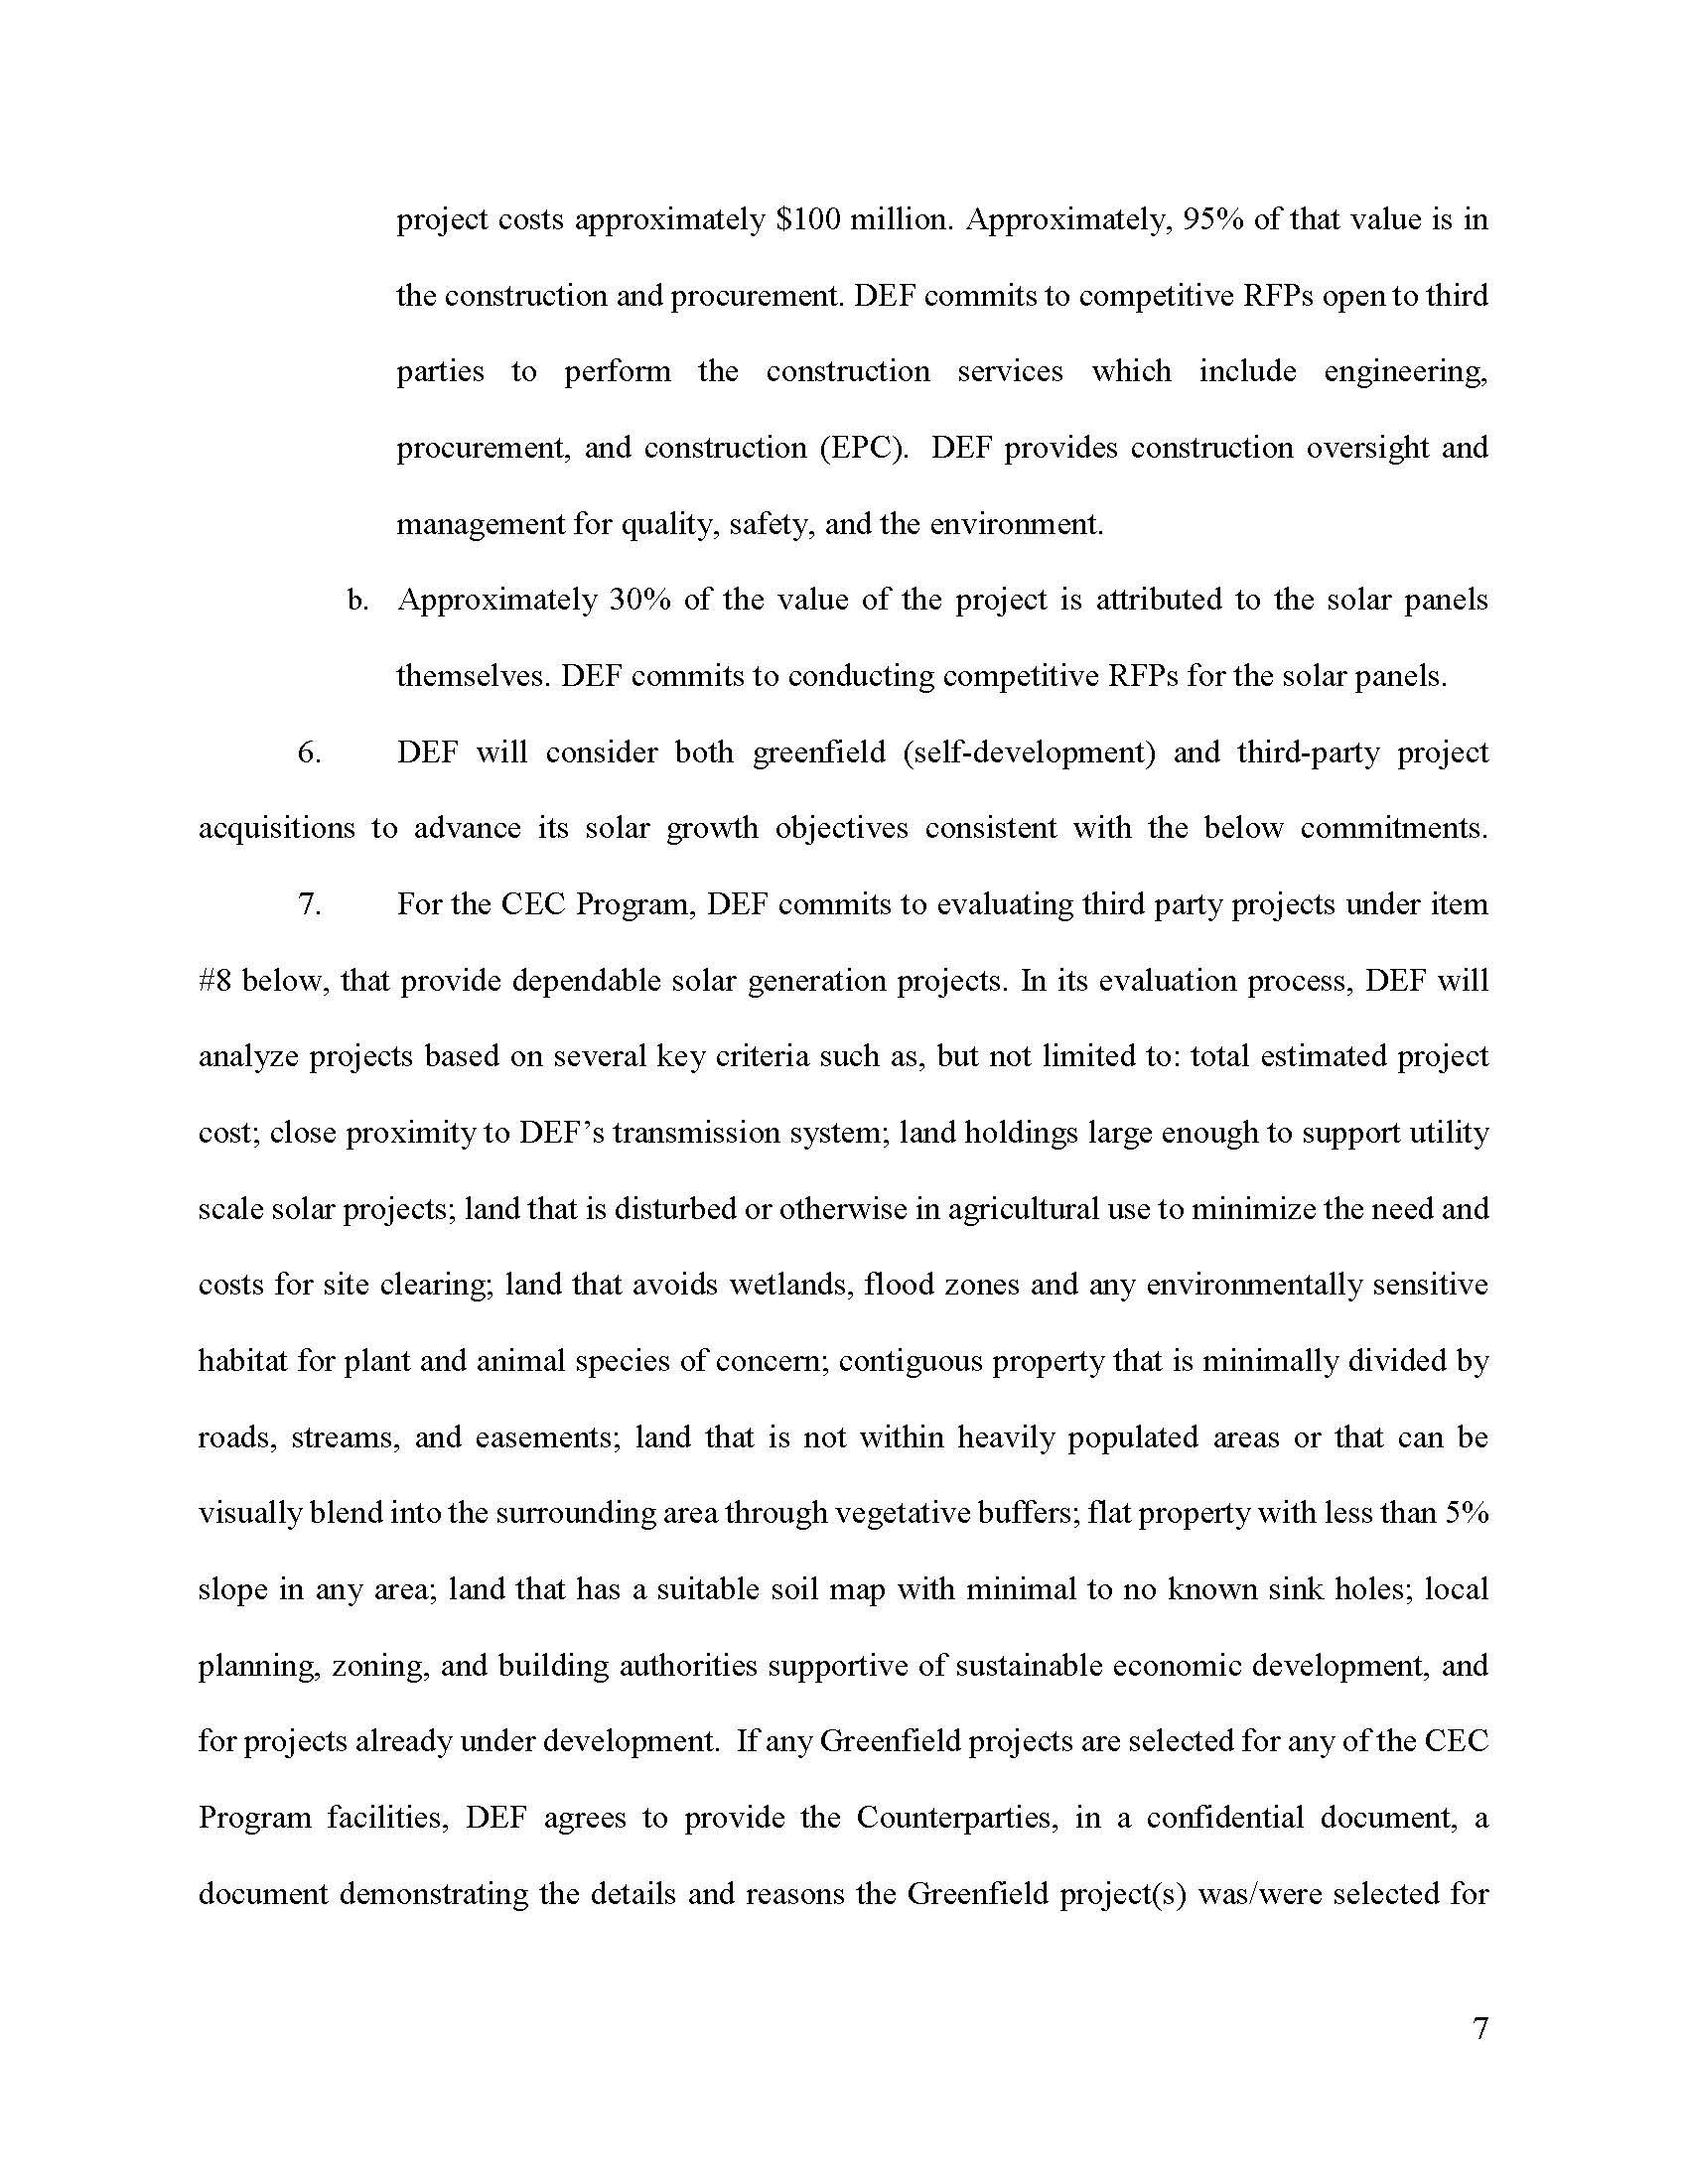 project costs approximately $100 million. Approximately, 95% of that value is in
the construction and procurement. DEF commits to competitive RFPs open to third
parties to perform the construction services which include engineering,
procurement, and construction (EPC).  DEF provides construction oversight and
management for quality, safety, and the environment.
b. Approximately 30% of the value of the project is attributed to the solar panels
themselves. DEF commits to conducting competitive RFPs for the solar panels.
6. DEF will consider both greenfield (self-development) and third-party project
acquisitions to advance its solar growth objectives consistent with the below commitments.
7. For the CEC Program, DEF commits to evaluating third party projects under item
#8 below, that provide dependable solar generation projects. In its evaluation process, DEF will
analyze projects based on several key criteria such as, but not limited to: total estimated project
cost; close proximity to DEF’s transmission system; land holdings large enough to support utility
scale solar projects; land that is disturbed or otherwise in agricultural use to minimize the need and
costs for site clearing; land that avoids wetlands, flood zones and any environmentally sensitive
habitat for plant and animal species of concern; contiguous property that is minimally divided by
roads, streams, and easements; land that is not within heavily populated areas or that can be
visually blend into the surrounding area through vegetative buffers; flat property with less than 5%
slope in any area; land that has a suitable soil map with minimal to no known sink holes; local
planning, zoning, and building authorities supportive of sustainable economic development, and
for projects already under development.  If any Greenfield projects are selected for any of the CEC
Program facilities, DEF agrees to provide the Counterparties, in a confidential document, a
document demonstrating the details and reasons the Greenfield project(s) was/were selected for
7